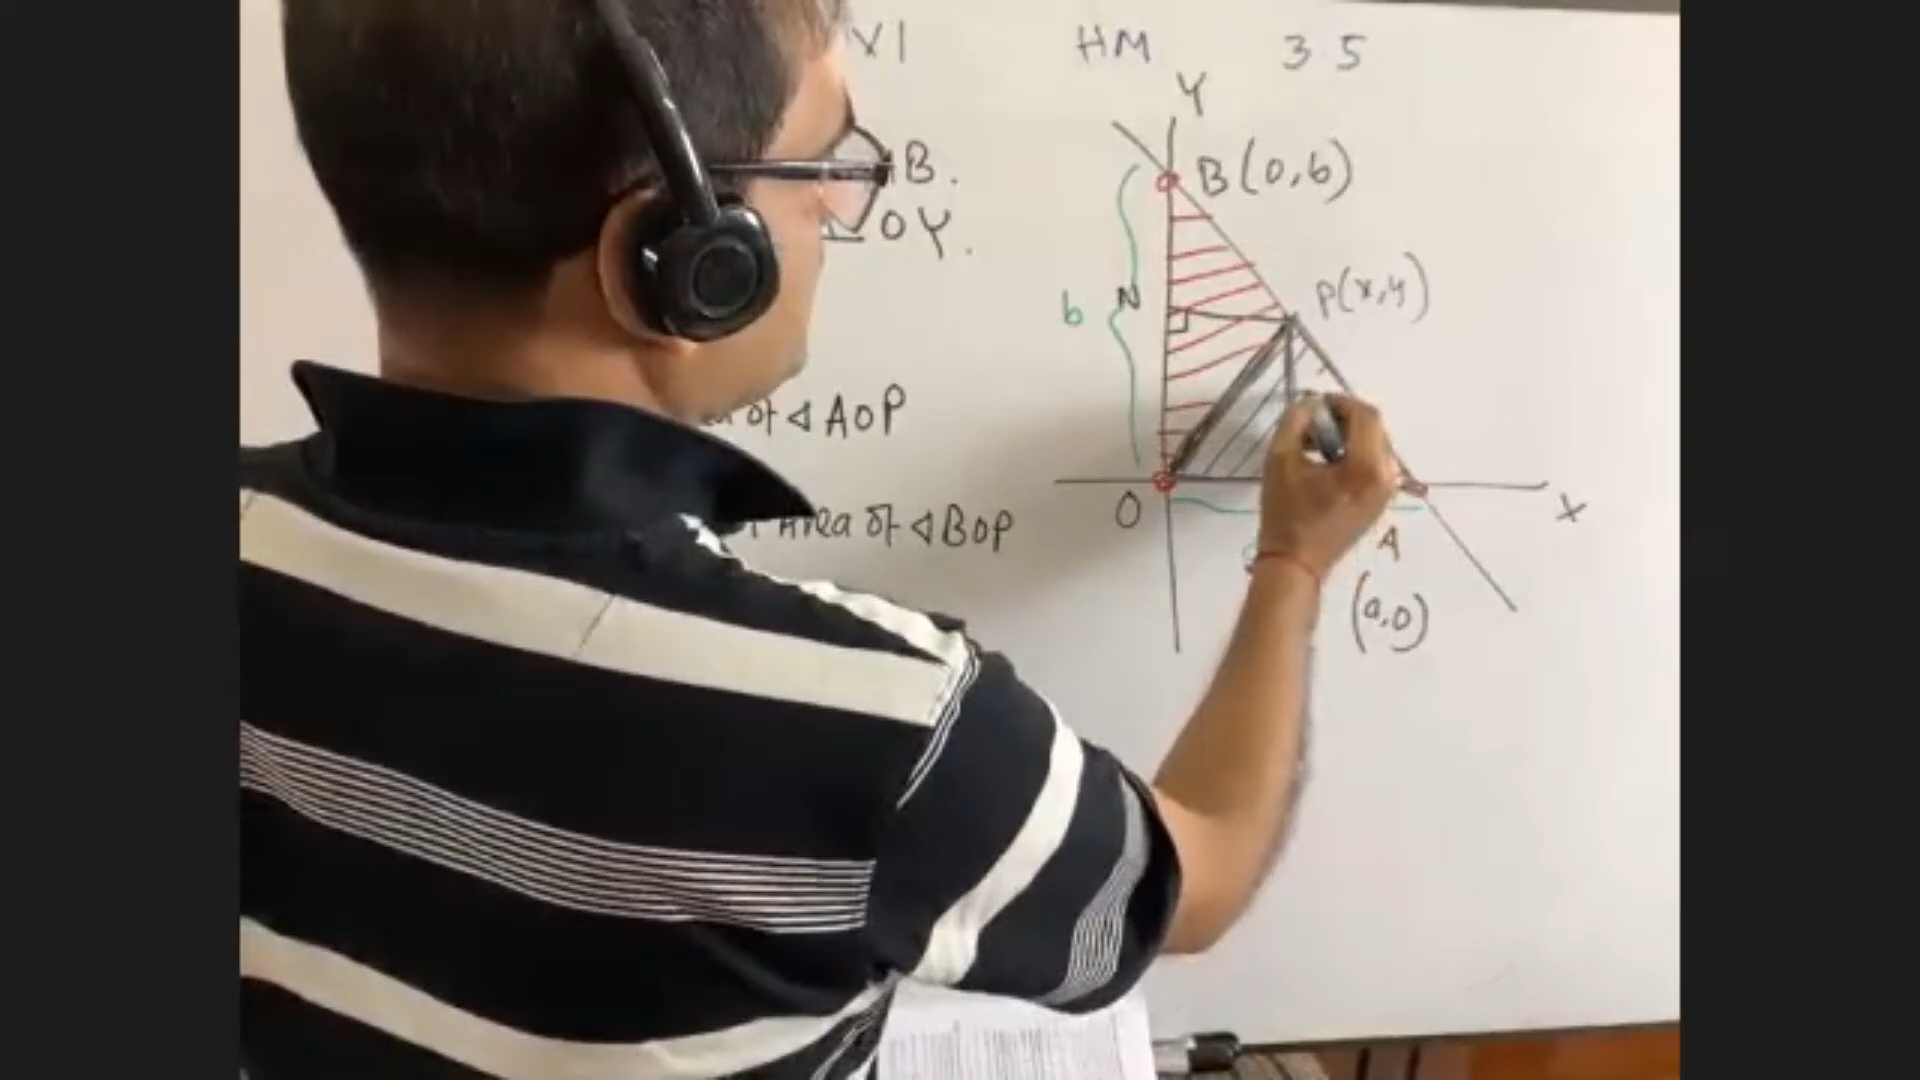 XI HM 3.5
Y
B.
B(0,b)
OY.
P(x,y)
b N
of ⊲ AOP
O
X
Area of ⊲ BOP
A
(a,0)